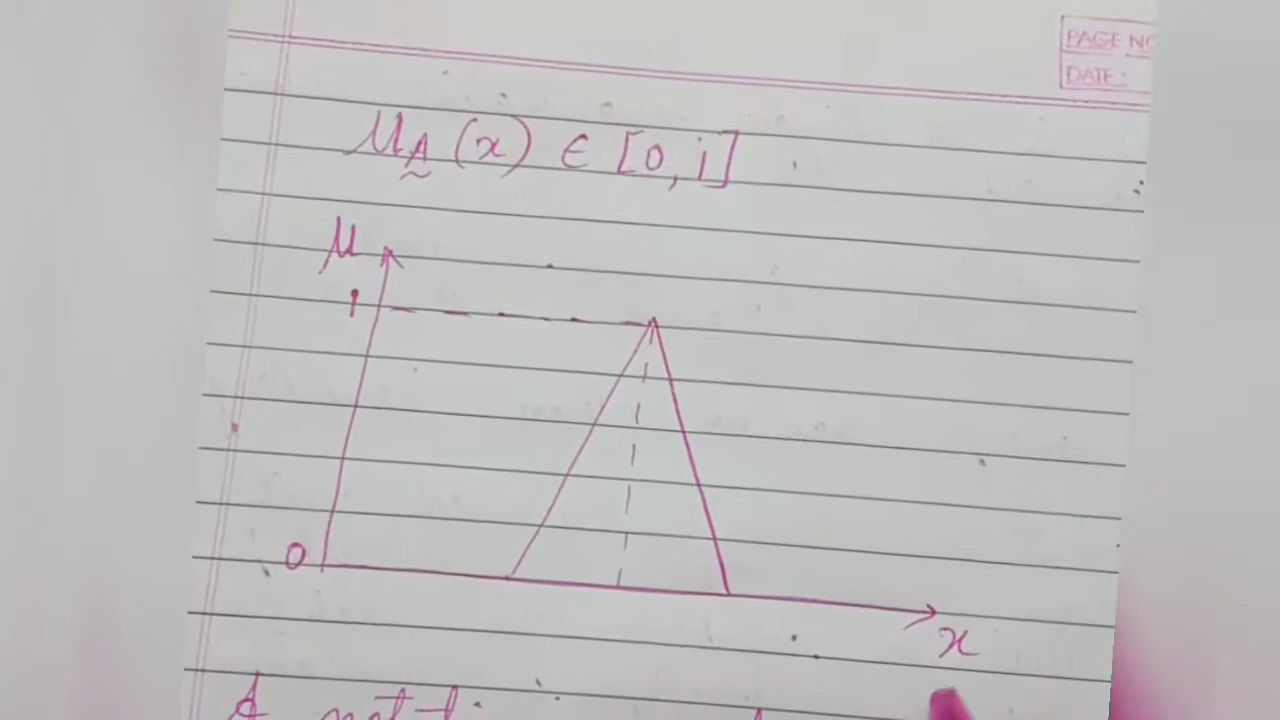 PAGE NO
DATE:
μA̰(x) ∈ [0,1]
μ
1
0
x
A